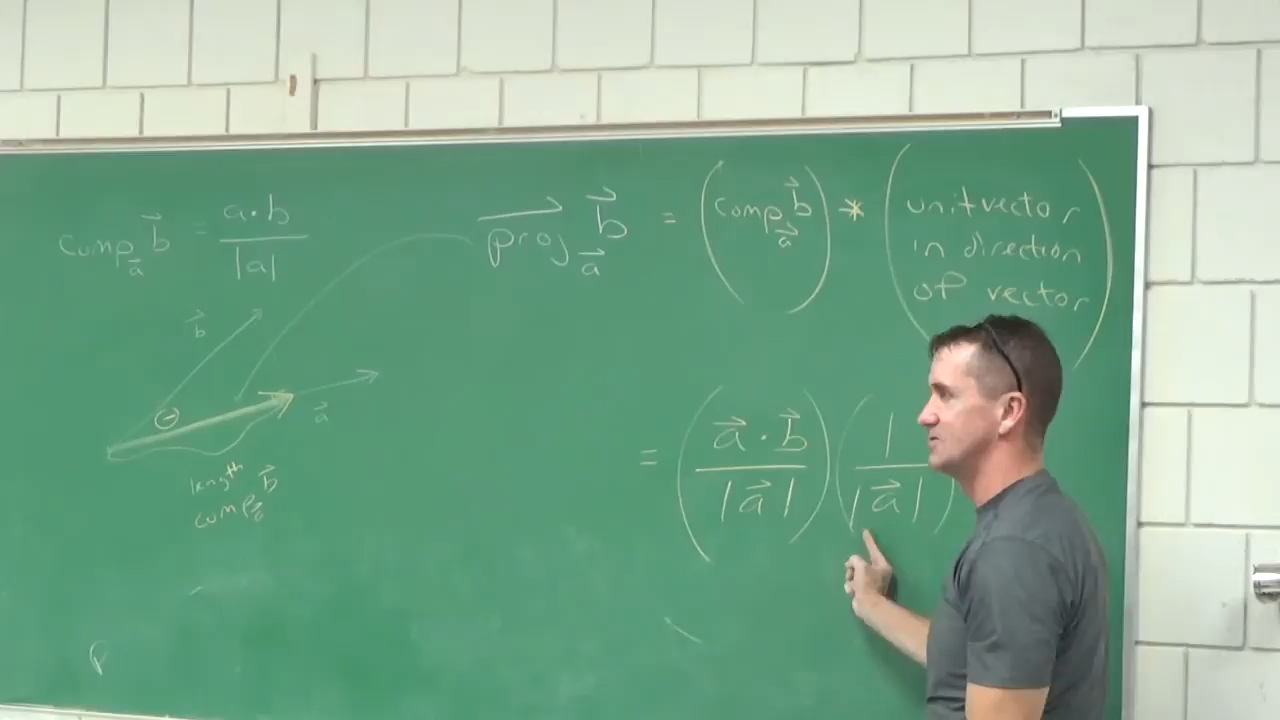 comp_a⃗ b⃗ = a·b / |a|
proj_a⃗ b⃗ = (comp_a⃗ b⃗) * (unit vector
in direction
of vector)
b⃗
θ
a⃗
length
comp_a⃗ b⃗
= (a⃗ · b⃗ / |a⃗|) (1 / |a⃗|)